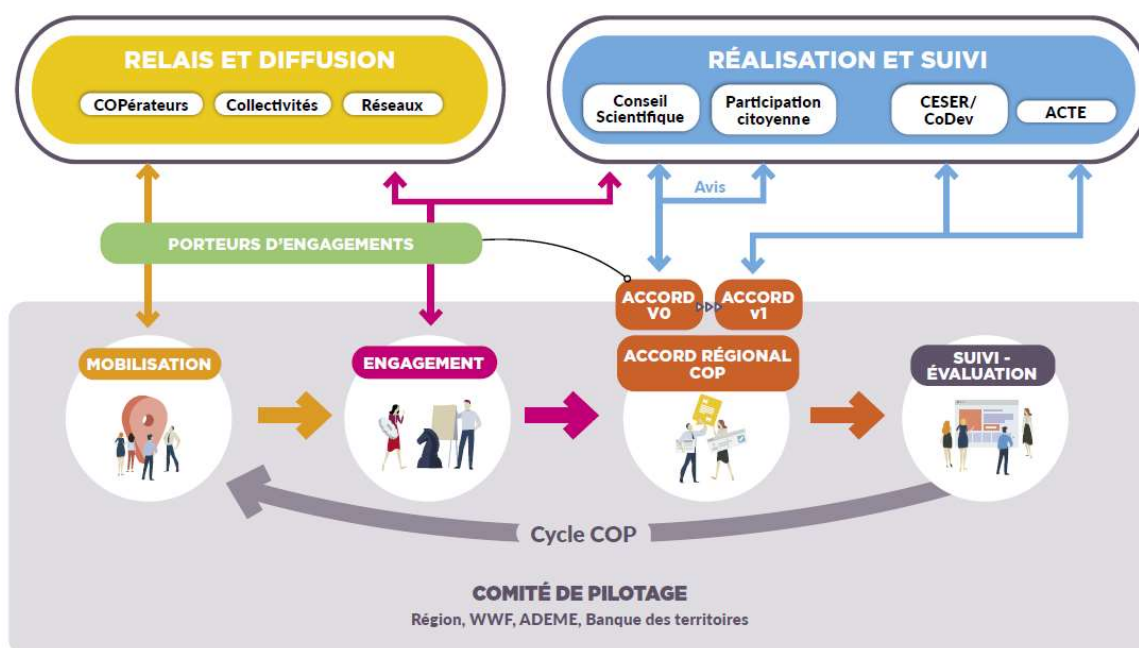 RELAIS ET DIFFUSION
COPérateurs
Collectivités
Réseaux
RÉALISATION ET SUIVI
Conseil
Scientifique
Participation
citoyenne
CESER/
CoDev
ACTE
Avis
PORTEURS D'ENGAGEMENTS
ACCORD
V0
ACCORD
v1
MOBILISATION
ENGAGEMENT
ACCORD RÉGIONAL
COP
SUIVI -
ÉVALUATION
Cycle COP
COMITÉ DE PILOTAGE
Région, WWF, ADEME, Banque des territoires